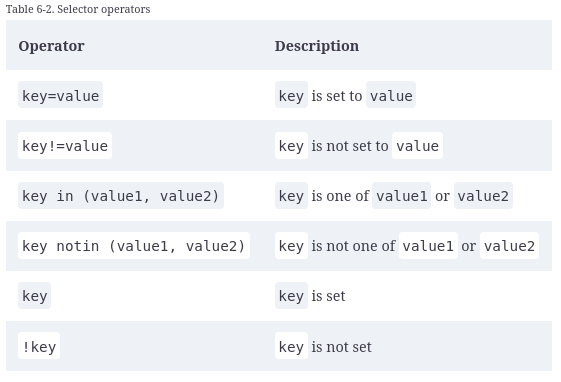 Table 6-2. Selector operators
Operator Description
key=value key is set to value
key!=value key is not set to value
key in (value1, value2) key is one of value1 or value2
key notin (value1, value2) key is not one of value1 or value2
key key is set
!key key is not set